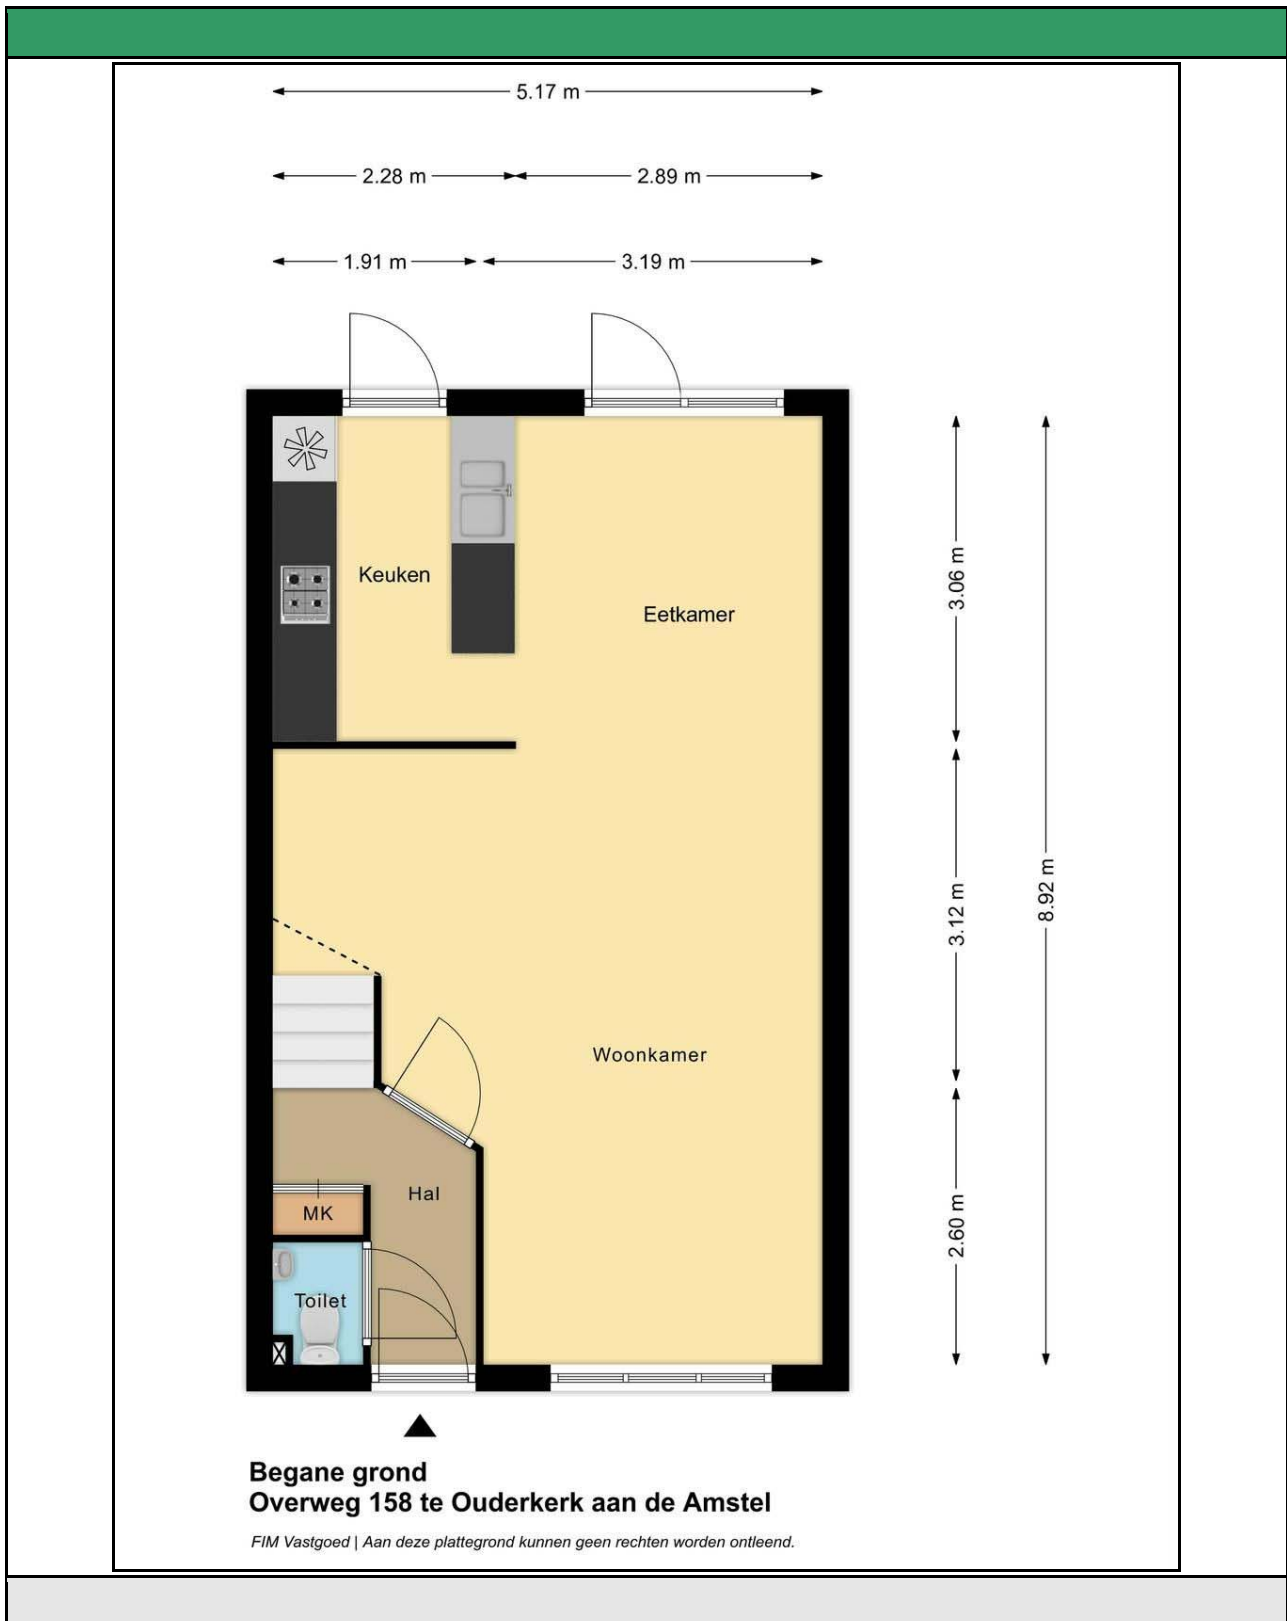 5.17 m
2.28 m
2.89 m
1.91 m
3.19 m
Keuken
Eetkamer
3.06 m
3.12 m
8.92 m
Woonkamer
Hal
MK
2.60 m
Toilet
Begane grond
Overweg 158 te Ouderkerk aan de Amstel
FIM Vastgoed | Aan deze plattegrond kunnen geen rechten worden ontleend.